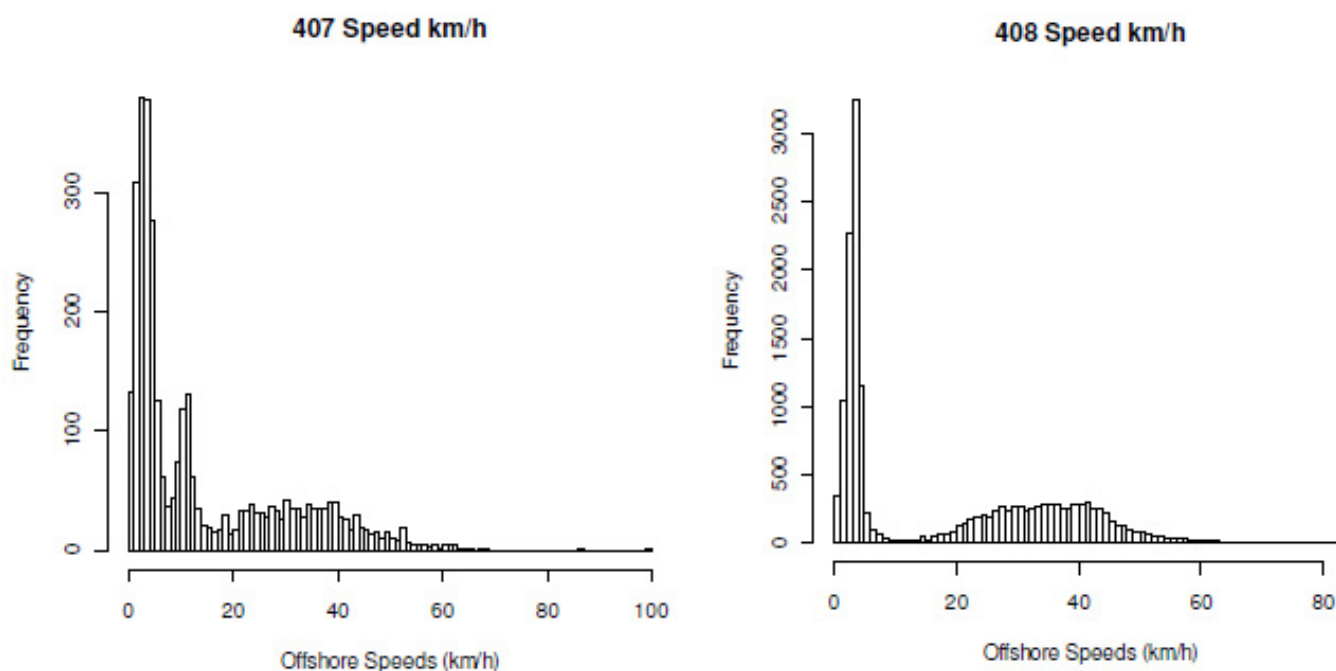 407 Speed km/h
Frequency
0
100
200
300
0 20 40 60 80 100
Offshore Speeds (km/h)
408 Speed km/h
Frequency
0
500
1000
1500
2000
2500
3000
0 20 40 60 80
Offshore Speeds (km/h)